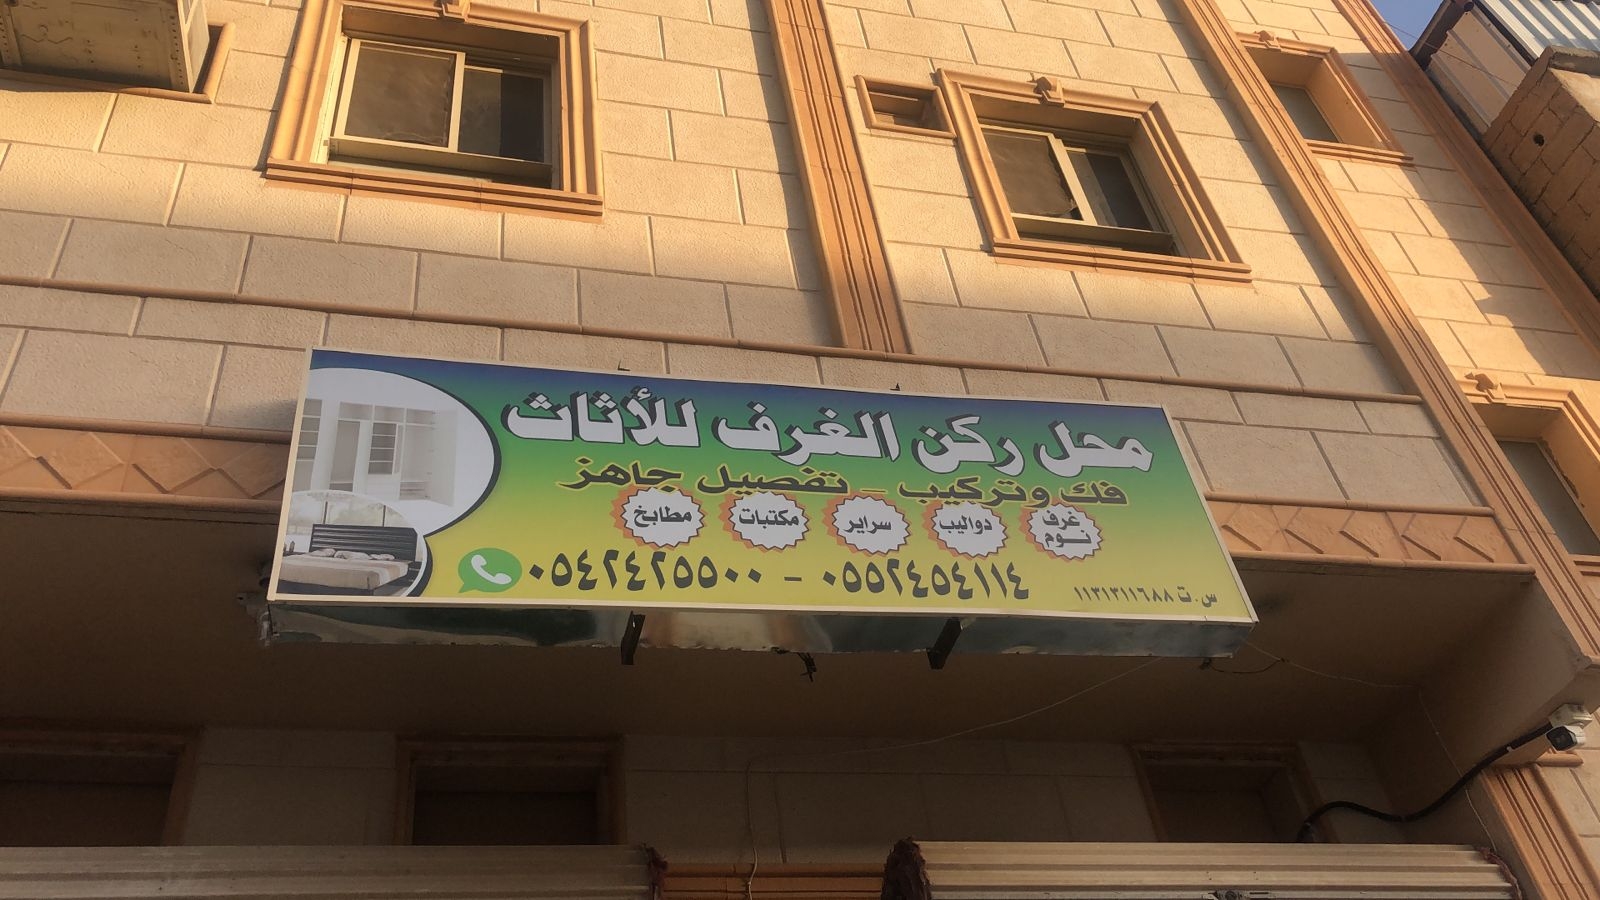 محل ركن الغرف للأثاث
فك وتركيب - تفصيل جاهز
غرف نوم
دواليب
سراير
مكتبات
مطابخ
٠٥٤٢٤٢٥٥٠٠ - ٠٥٥٢٤٥٤١١٤
س.ت ١١٣١٣١١٦٨٨